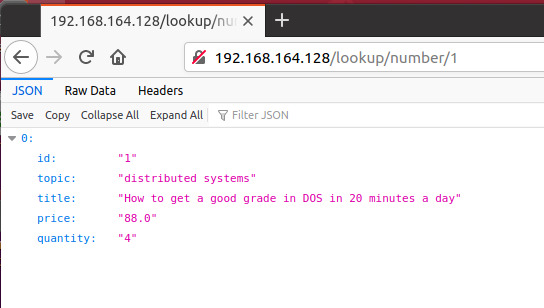 192.168.164.128/lookup/nu
192.168.164.128/lookup/number/1
JSON Raw Data Headers
Save Copy Collapse All Expand All Filter JSON
0:
id: "1"
topic: "distributed systems"
title: "How to get a good grade in DOS in 20 minutes a day"
price: "88.0"
quantity: "4"